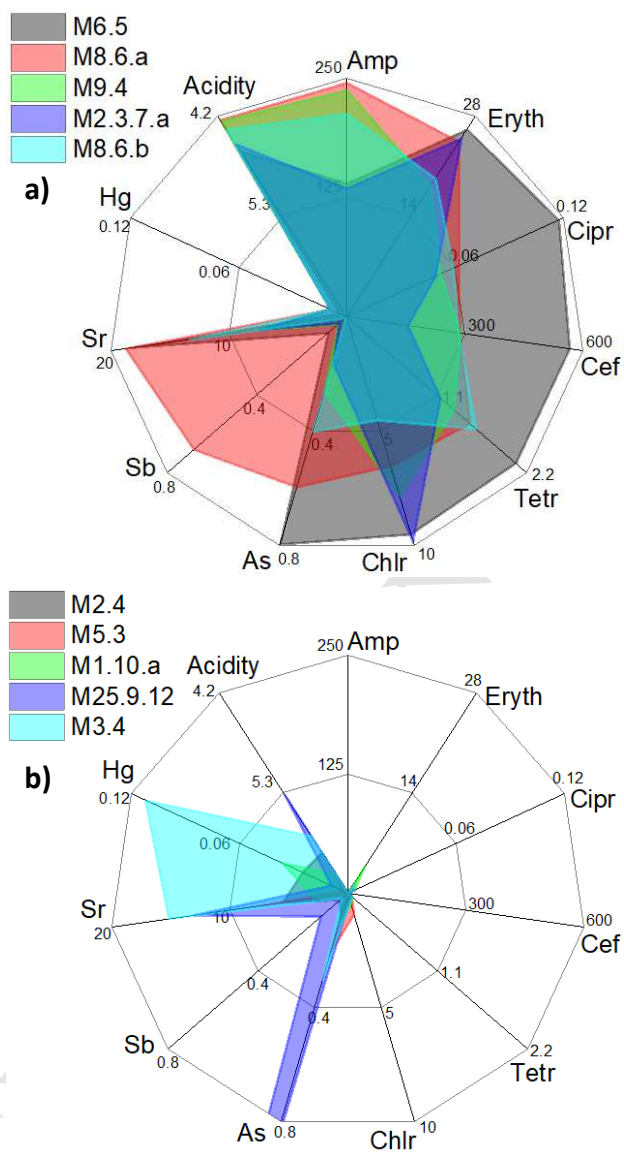 M6.5
M8.6.a
M9.4
M2.3.7.a
M8.6.b
a)
250
Amp
28
Eryth
0.12
Cipr
600
Cef
2.2
Tetr
10
Chlr
0.8
As
0.8
Sb
20
Sr
0.12
Hg
4.2
Acidity
125
14
0.06
300
1.1
5
0.4
0.4
10
0.06
5.3
M2.4
M5.3
M1.10.a
M25.9.12
M3.4
b)
250
Amp
28
Eryth
0.12
Cipr
600
Cef
2.2
Tetr
10
Chlr
0.8
As
0.8
Sb
20
Sr
0.12
Hg
4.2
Acidity
125
14
0.06
300
1.1
5
0.4
0.4
10
0.06
5.3